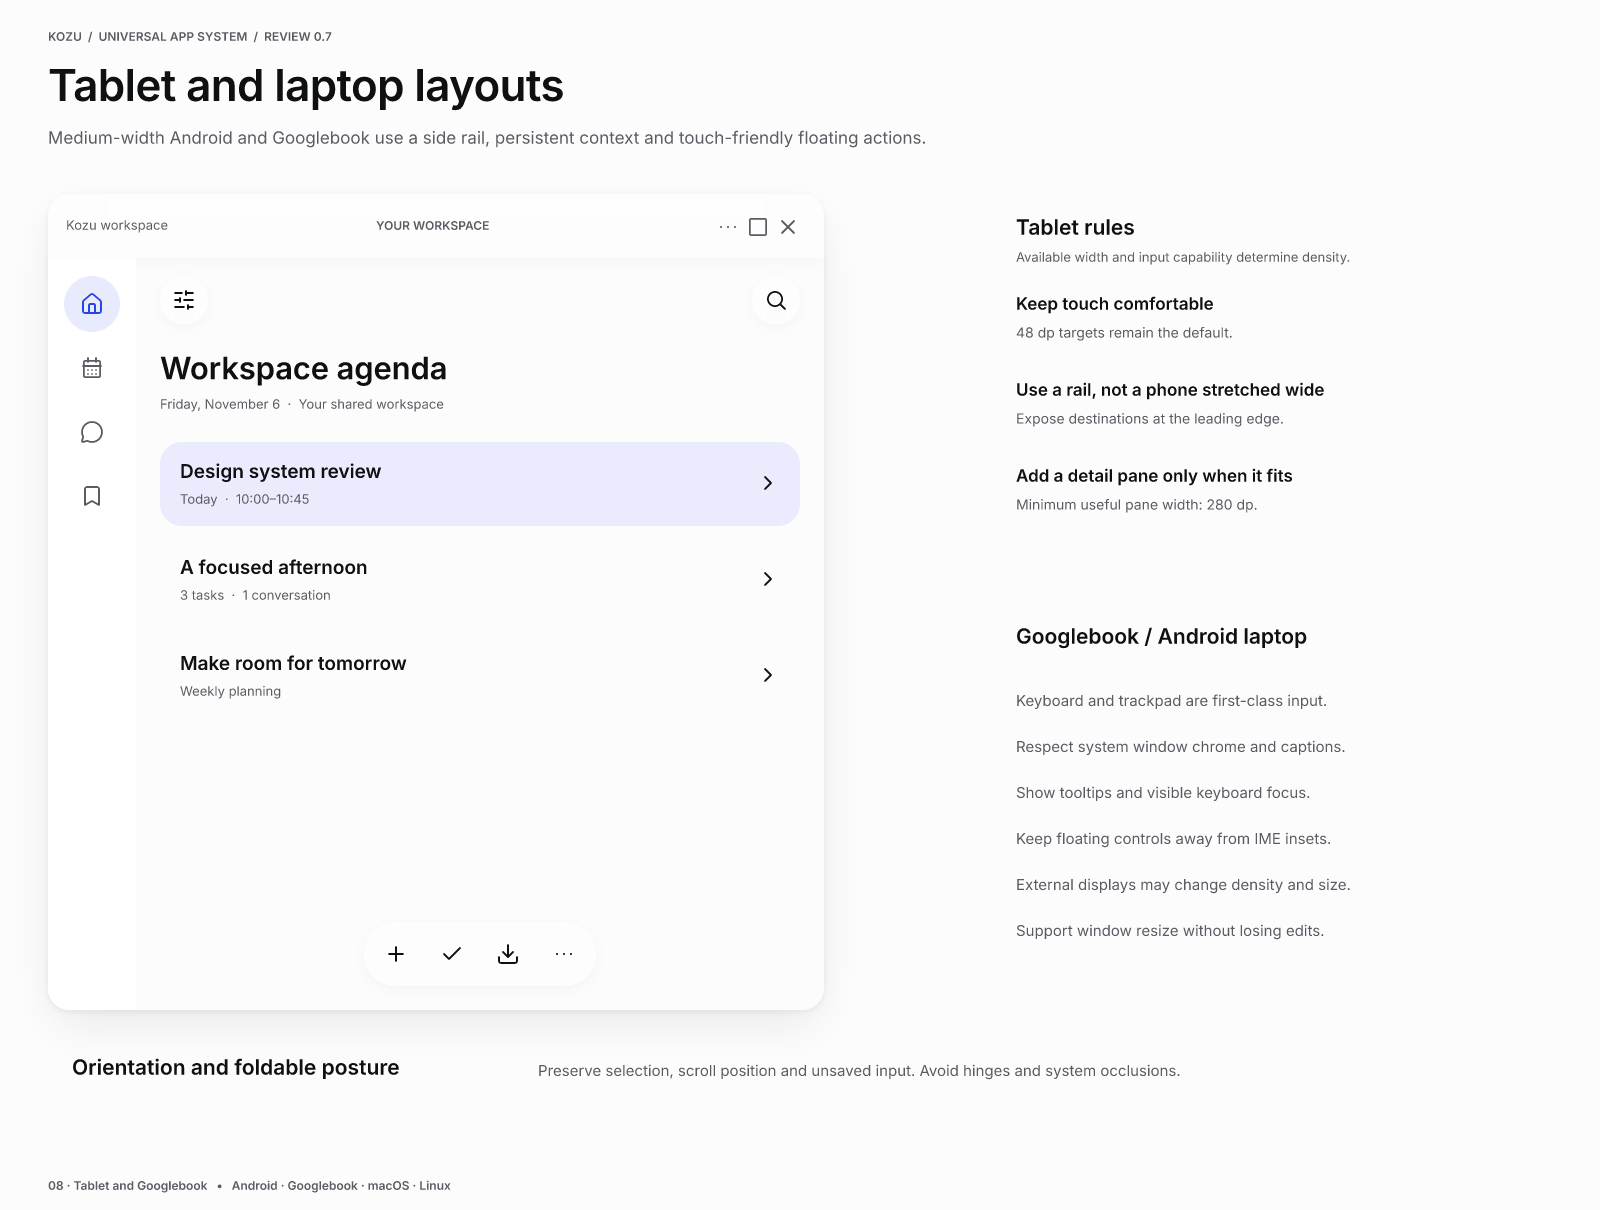 KOZU / UNIVERSAL APP SYSTEM / REVIEW 0.7
Tablet and laptop layouts
Medium-width Android and Googlebook use a side rail, persistent context and touch-friendly floating actions.
Kozu workspace
YOUR WORKSPACE
Workspace agenda
Friday, November 6 · Your shared workspace
Design system review
Today · 10:00–10:45
A focused afternoon
3 tasks · 1 conversation
Make room for tomorrow
Weekly planning
Tablet rules
Available width and input capability determine density.
Keep touch comfortable
48 dp targets remain the default.
Use a rail, not a phone stretched wide
Expose destinations at the leading edge.
Add a detail pane only when it fits
Minimum useful pane width: 280 dp.
Googlebook / Android laptop
Keyboard and trackpad are first-class input.
Respect system window chrome and captions.
Show tooltips and visible keyboard focus.
Keep floating controls away from IME insets.
External displays may change density and size.
Support window resize without losing edits.
Orientation and foldable posture
Preserve selection, scroll position and unsaved input. Avoid hinges and system occlusions.
08 · Tablet and Googlebook • Android · Googlebook · macOS · Linux